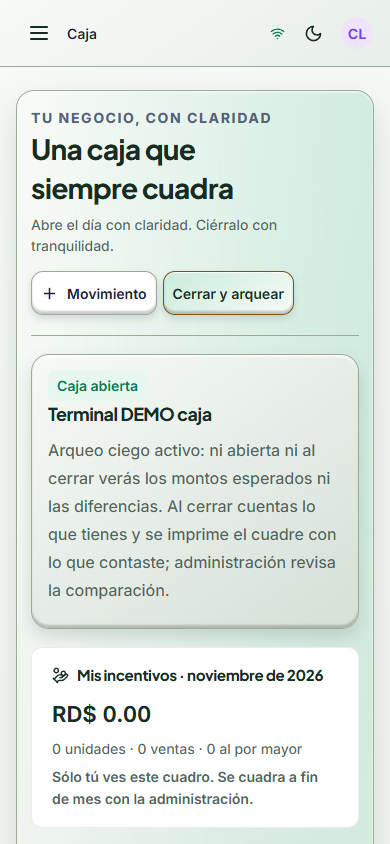 Caja
CL
TU NEGOCIO, CON CLARIDAD
Una caja que
siempre cuadra
Abre el día con claridad. Ciérralo con
tranquilidad.
+ Movimiento
Cerrar y arquear
Caja abierta
Terminal DEMO caja
Arqueo ciego activo: ni abierta ni al
cerrar verás los montos esperados ni
las diferencias. Al cerrar cuentas lo
que tienes y se imprime el cuadre con
lo que contaste; administración revisa
la comparación.
Mis incentivos · noviembre de 2026
RD$ 0.00
0 unidades · 0 ventas · 0 al por mayor
Sólo tú ves este cuadro. Se cuadra a fin
de mes con la administración.